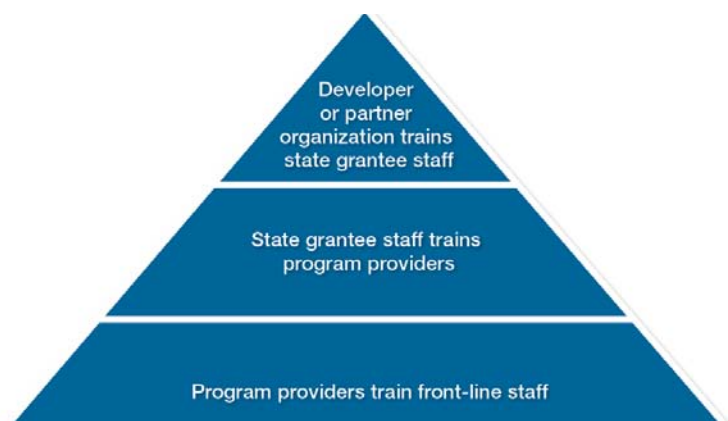 Developer
or partner
organization trains
state grantee staff
State grantee staff trains
program providers
Program providers train front-line staff